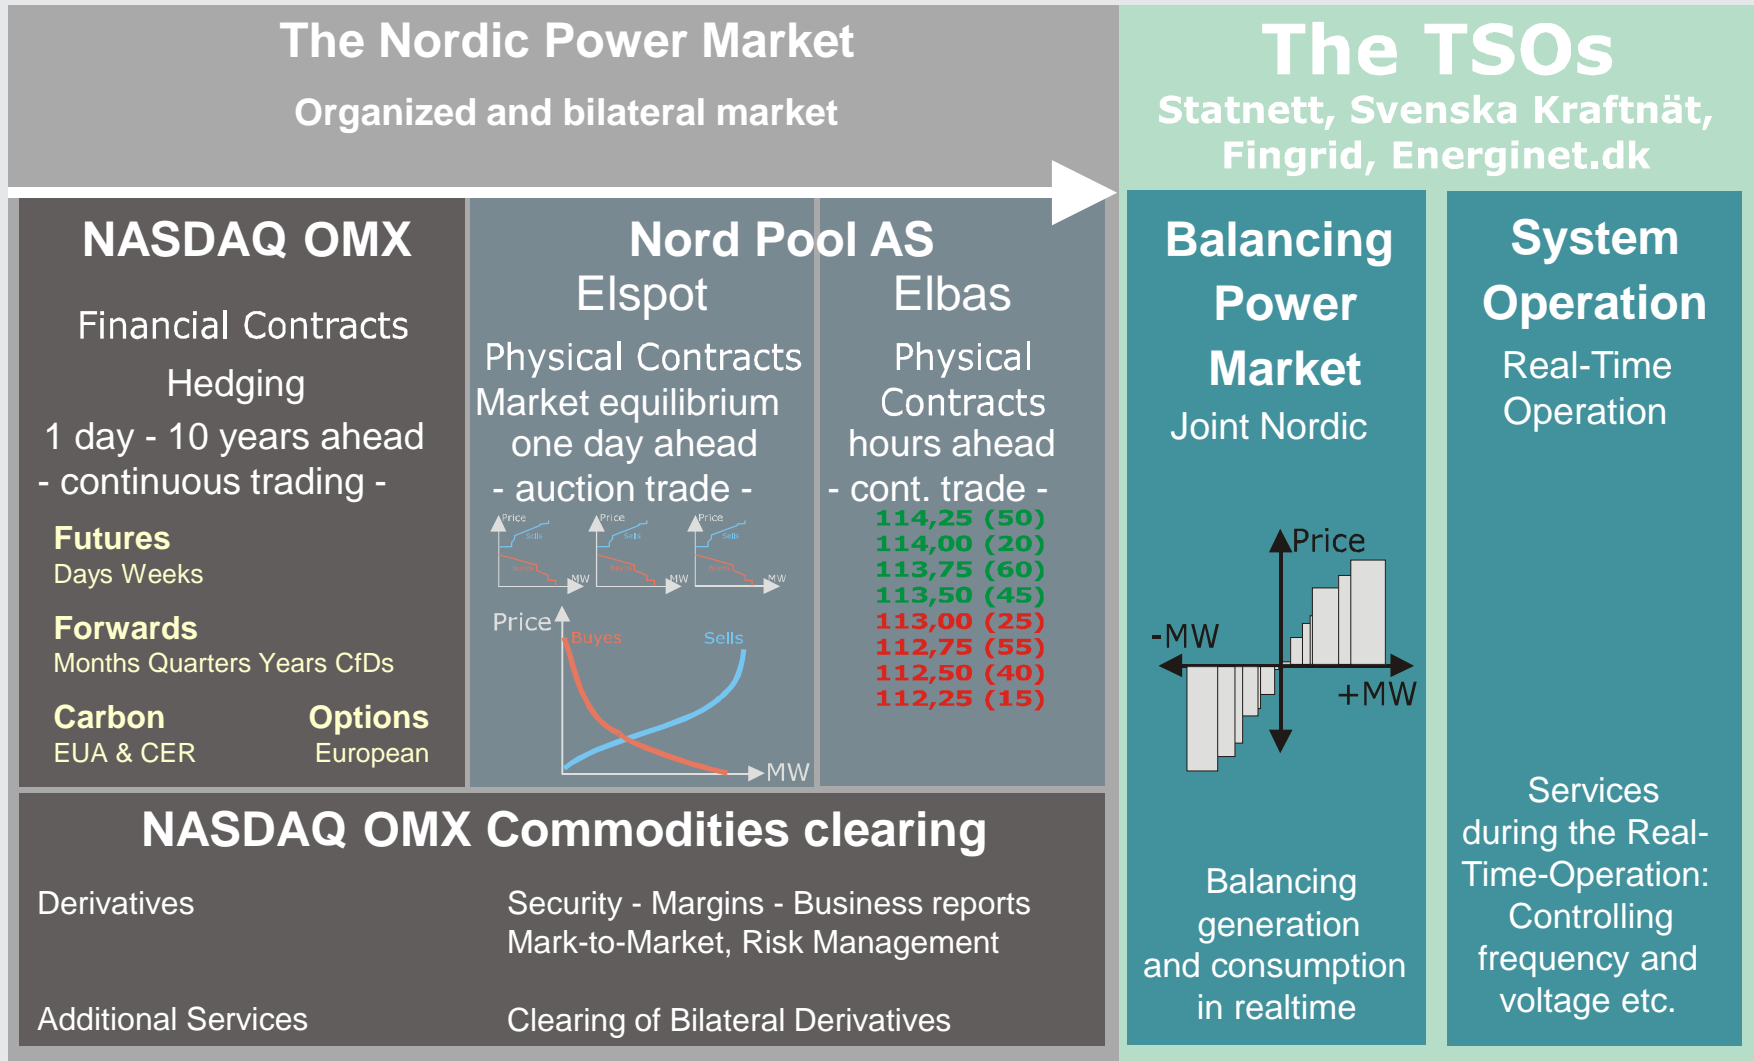 The Nordic Power Market
Organized and bilateral market
The TSOs
Statnett, Svenska Kraftnät,
Fingrid, Energinet.dk
NASDAQ OMX
Financial Contracts
Hedging
1 day - 10 years ahead
- continuous trading -
Futures
Days Weeks
Forwards
Months Quarters Years CfDs
Carbon
EUA & CER
Options
European
Nord Pool AS
Elspot
Physical Contracts
Market equilibrium
one day ahead
- auction trade -
Price
Sells
Buyes
MW
Price
Sells
Buyes
MW
Price
Sells
Buyes
MW
Price
Buyes
Sells
MW
Elbas
Physical
Contracts
hours ahead
- cont. trade -
114,25 (50)
114,00 (20)
113,75 (60)
113,50 (45)
113,00 (25)
112,75 (55)
112,50 (40)
112,25 (15)
NASDAQ OMX Commodities clearing
Derivatives
Security - Margins - Business reports
Mark-to-Market, Risk Management
Additional Services
Clearing of Bilateral Derivatives
Balancing
Power
Market
Joint Nordic
Price
-MW
+MW
Balancing
generation
and consumption
in realtime
System
Operation
Real-Time
Operation
Services
during the Real-
Time-Operation:
Controlling
frequency and
voltage etc.